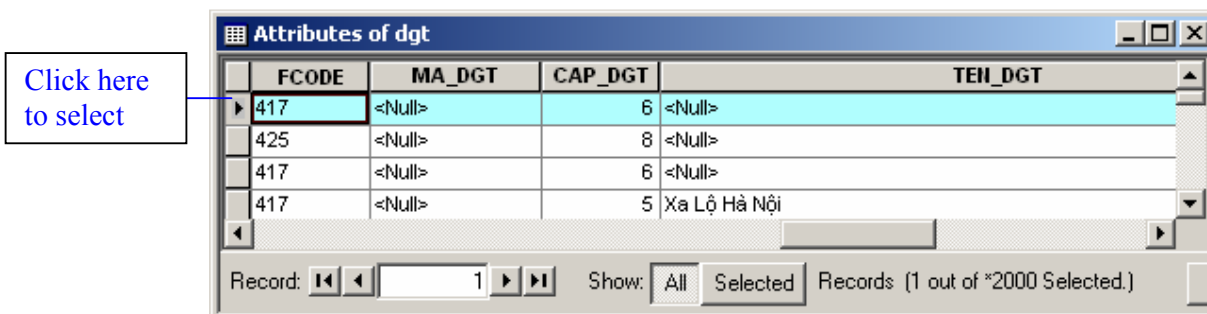 Attributes of dgt
Click here
to select
FCODE MA_DGT CAP_DGT TEN_DGT
417 <Null> 6 <Null>
425 <Null> 8 <Null>
417 <Null> 6 <Null>
417 <Null> 5 Xa Lộ Hà Nội
Record: 1 Show: All Selected Records (1 out of *2000 Selected.)